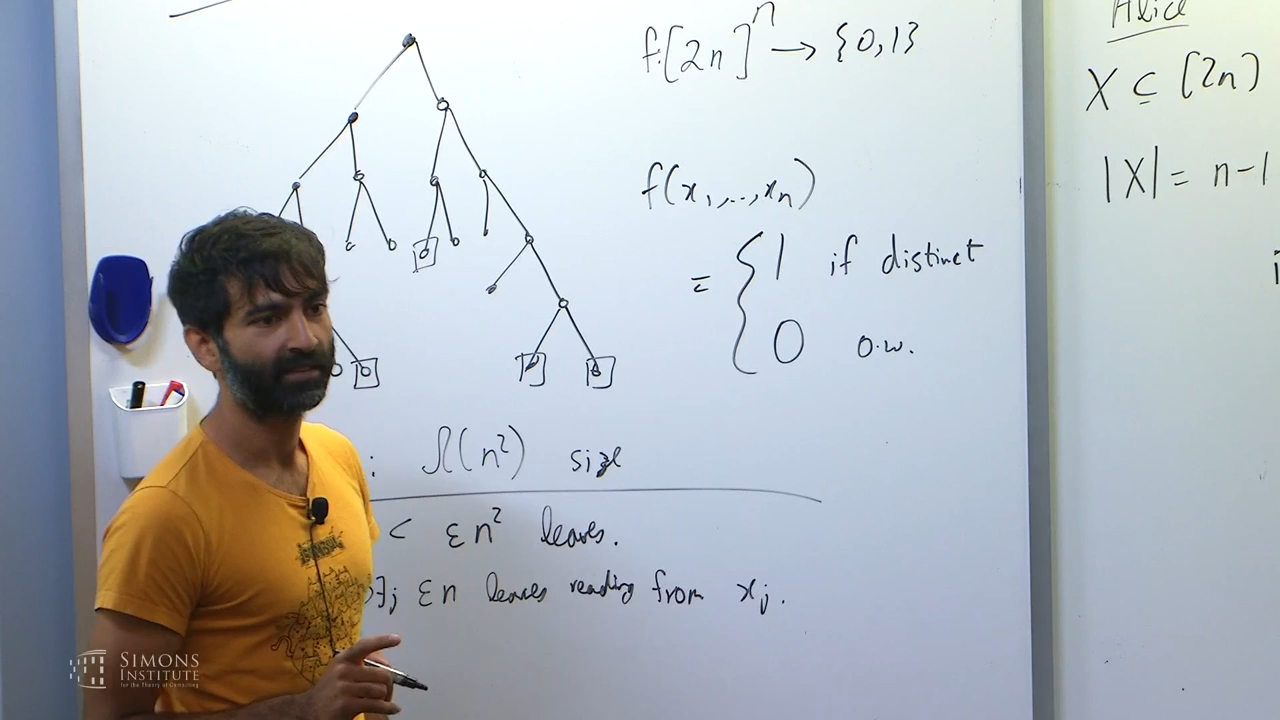 f:[2n]^n → {0,1}
f(x₁,...,xₙ)
= { 1 if distinct
0 o.w.
: Ω(n²) size
< εn² leaves.
∃j εn leaves reading from xⱼ.
Alice
X ⊆ [2n]
|X| = n-1
SIMONS
INSTITUTE
for the Theory of Computing